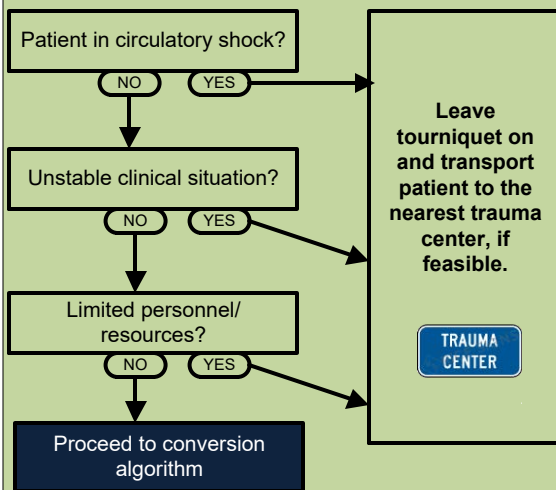 Patient in circulatory shock?
NO
YES
Unstable clinical situation?
NO
YES
Limited personnel/
resources?
NO
YES
Proceed to conversion
algorithm
Leave
tourniquet on
and transport
patient to the
nearest trauma
center, if
feasible.
TRAUMA
CENTER